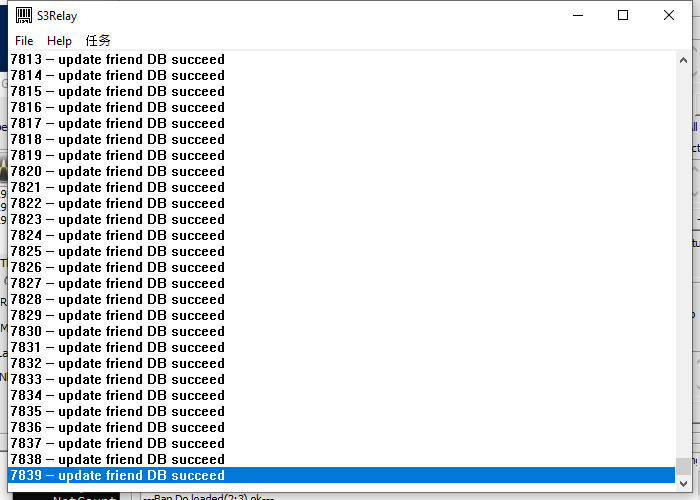 S3Relay
File Help 任务
7813 – update friend DB succeed
7814 – update friend DB succeed
7815 – update friend DB succeed
7816 – update friend DB succeed
7817 – update friend DB succeed
7818 – update friend DB succeed
7819 – update friend DB succeed
7820 – update friend DB succeed
7821 – update friend DB succeed
7822 – update friend DB succeed
7823 – update friend DB succeed
7824 – update friend DB succeed
7825 – update friend DB succeed
7826 – update friend DB succeed
7827 – update friend DB succeed
7828 – update friend DB succeed
7829 – update friend DB succeed
7830 – update friend DB succeed
7831 – update friend DB succeed
7832 – update friend DB succeed
7833 – update friend DB succeed
7834 – update friend DB succeed
7835 – update friend DB succeed
7836 – update friend DB succeed
7837 – update friend DB succeed
7838 – update friend DB succeed
7839 – update friend DB succeed
NotCount
---Ban Do loaded(2:3) ok---